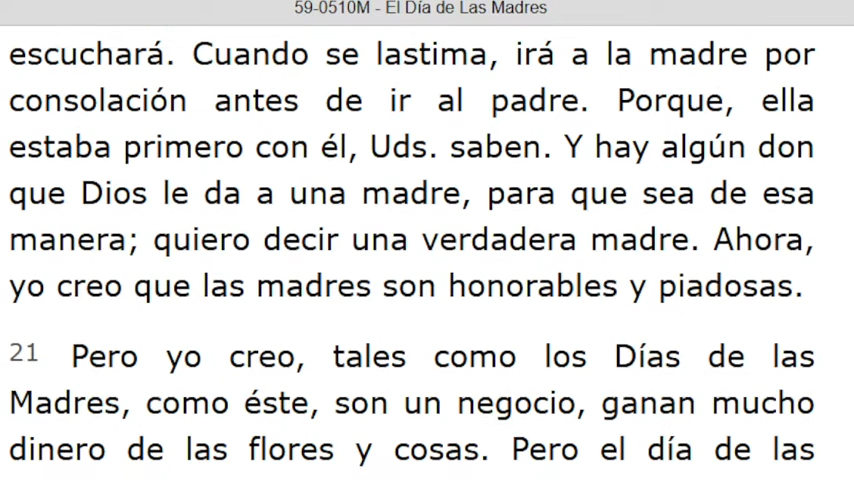 59-0510M - El Día de Las Madres
escuchará. Cuando se lastima, irá a la madre por
consolación antes de ir al padre. Porque, ella
estaba primero con él, Uds. saben. Y hay algún don
que Dios le da a una madre, para que sea de esa
manera; quiero decir una verdadera madre. Ahora,
yo creo que las madres son honorables y piadosas.
21 Pero yo creo, tales como los Días de las
Madres, como éste, son un negocio, ganan mucho
dinero de las flores y cosas. Pero el día de las